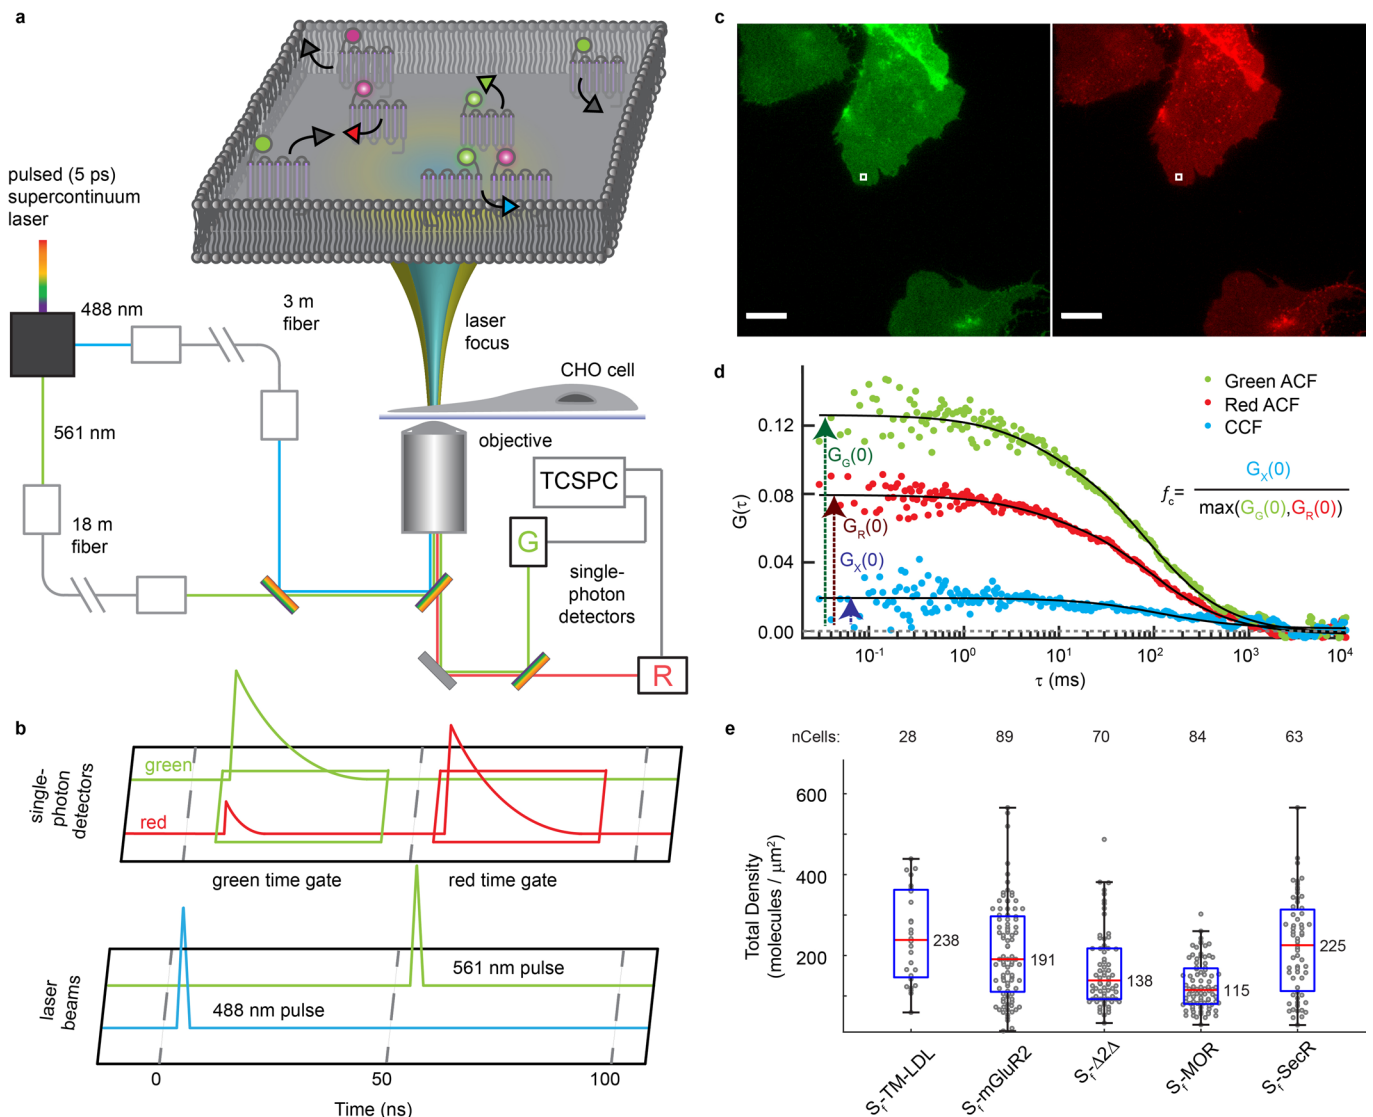 a
pulsed (5 ps)
supercontinuum
laser
488 nm
3 m
fiber
laser
focus
CHO cell
561 nm
objective
TCSPC
18 m
fiber
G
single-
photon
detectors
R
b
single-
photon
detectors
green
red
green time gate
red time gate
laser
beams
561 nm pulse
488 nm pulse
0
50
100
Time (ns)
c
d
Green ACF
Red ACF
CCF
G(τ)
0.12
0.08
0.04
0.00
G_G(0)
G_R(0)
G_X(0)
f_c= G_X(0)
max(G_G(0),G_R(0))
10^-1
10^0
10^1
10^2
10^3
10^4
τ (ms)
e
nCells: 28 89 70 84 63
Total Density
(molecules / μm²)
600
400
200
238
191
138
115
225
S_f-TM-LDL
S_f-mGluR2
S_f-Δ2Δ
S_f-MOR
S_f-SecR